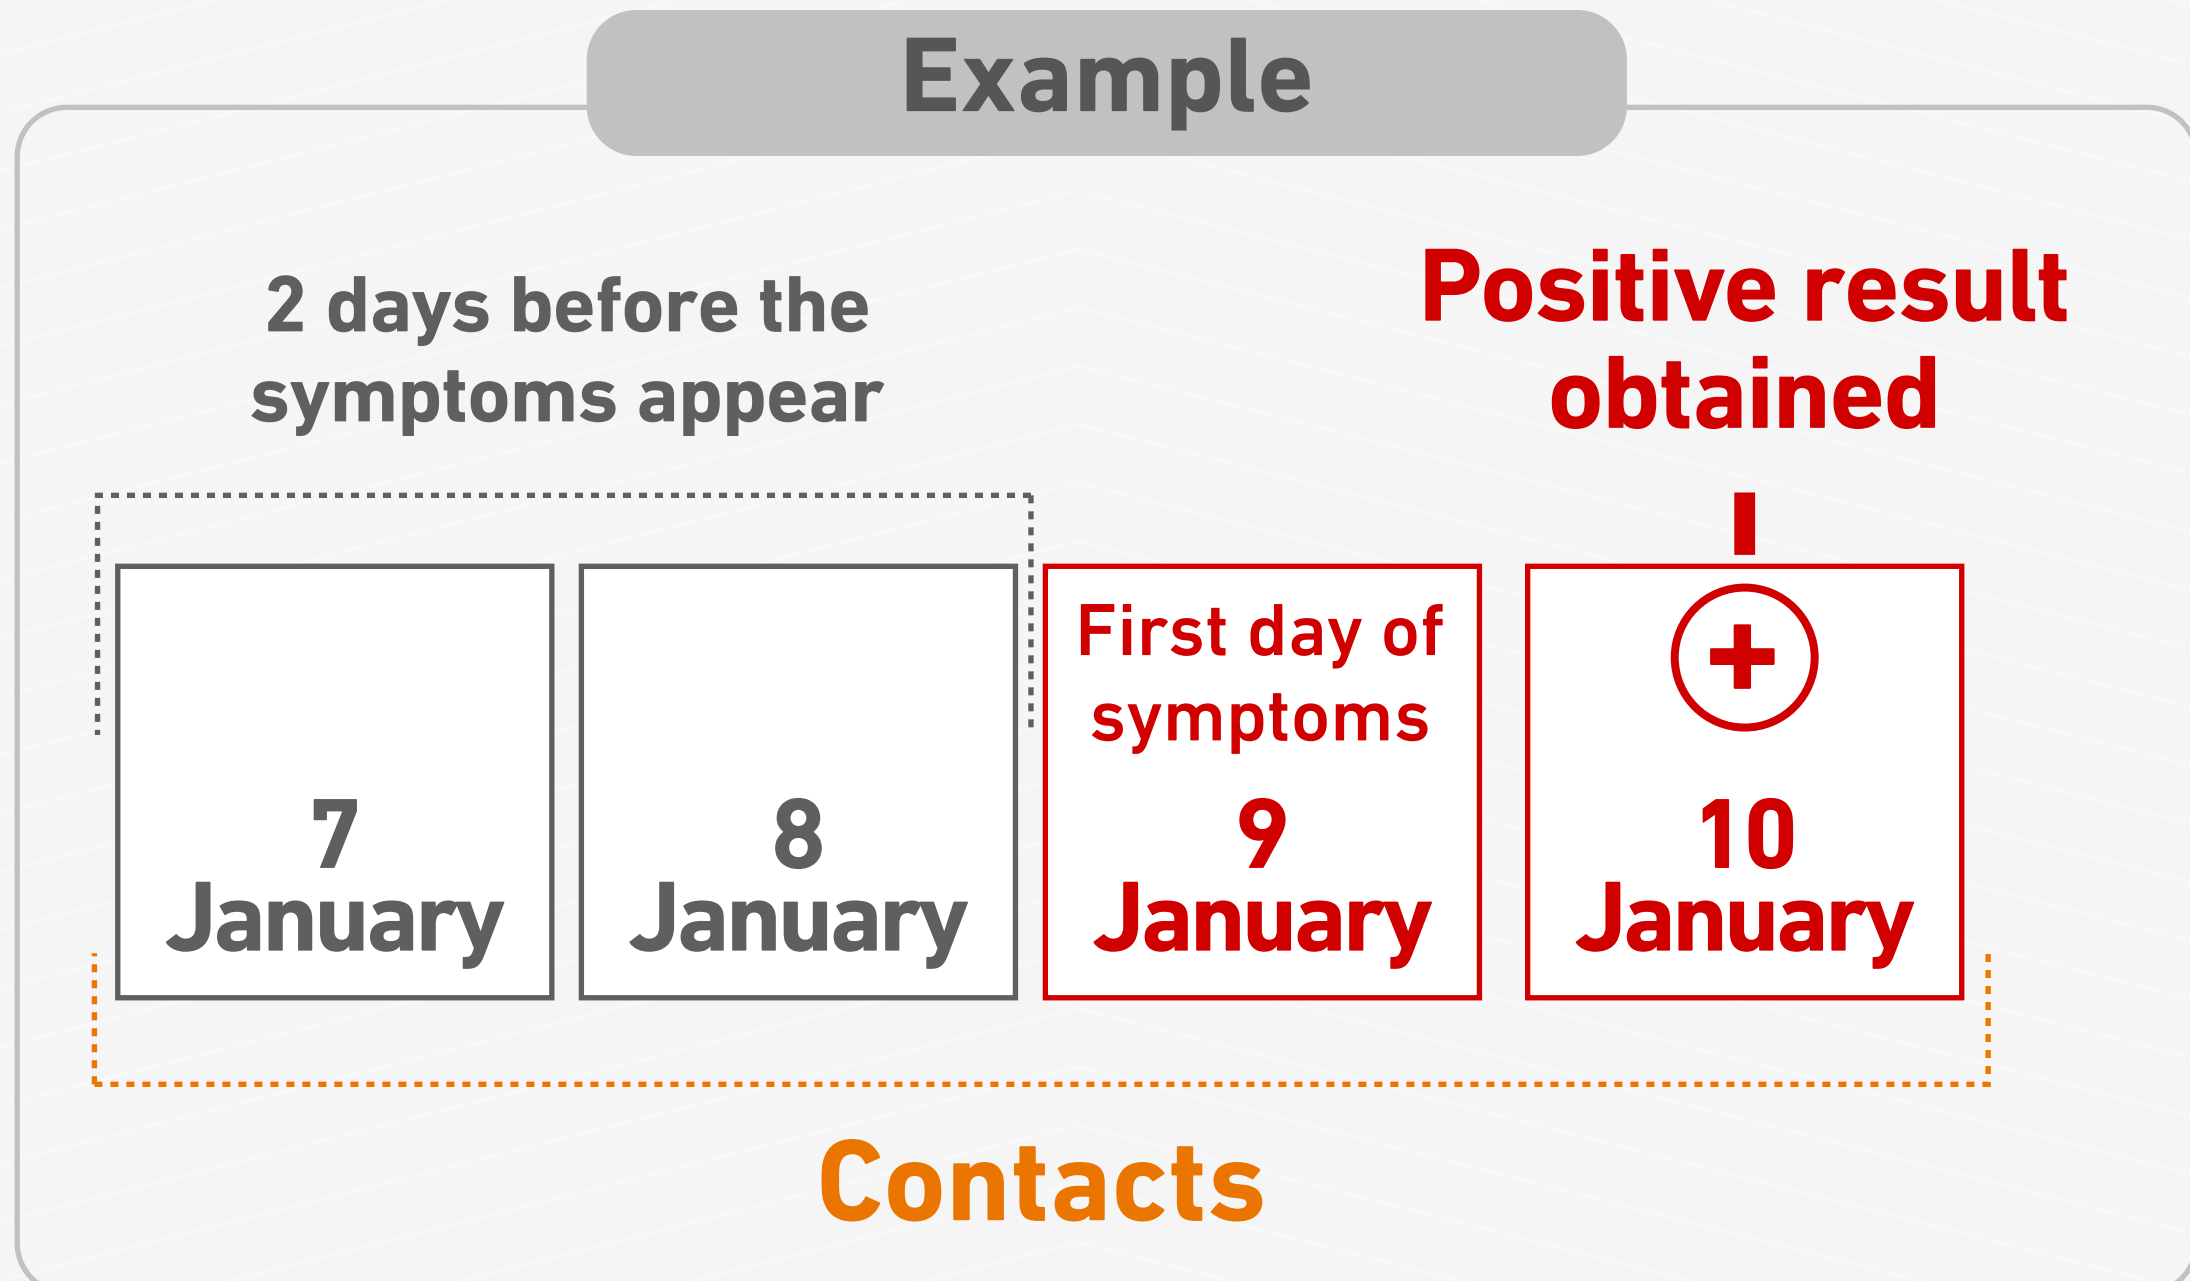 Example
2 days before the
symptoms appear
Positive result
obtained
First day of
symptoms
+
7
January
8
January
9
January
10
January
Contacts